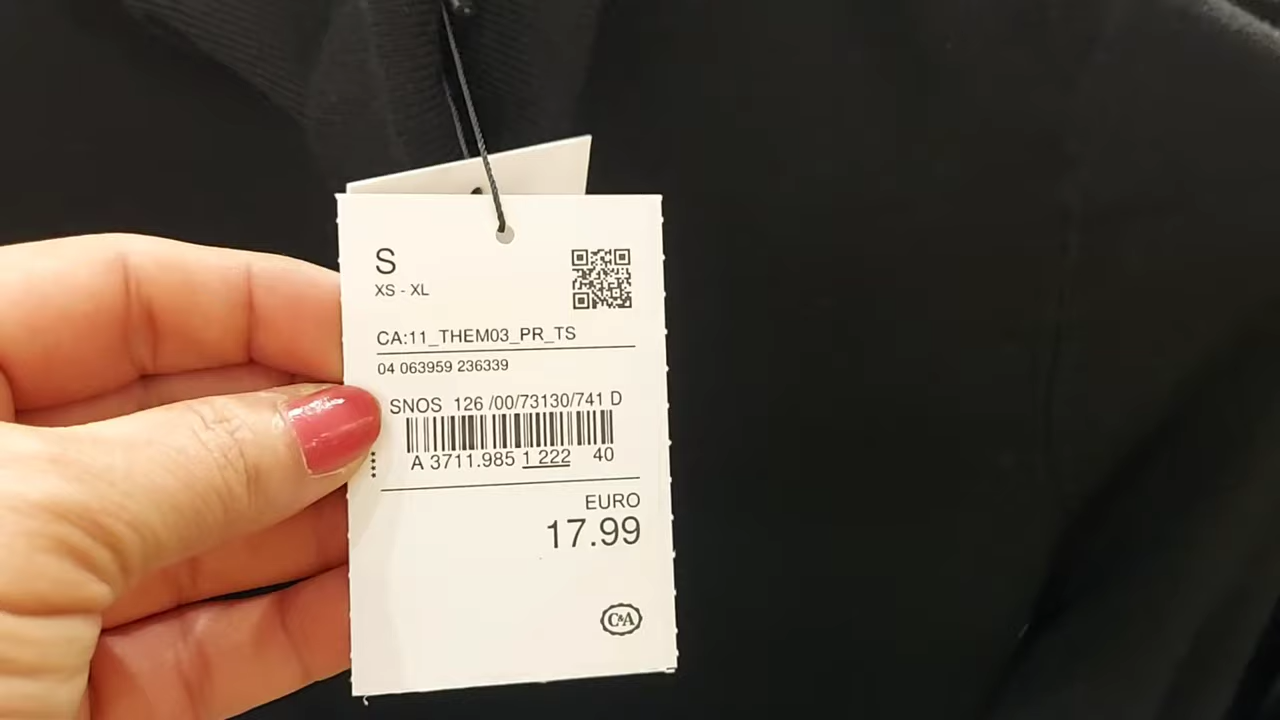 S
XS - XL
CA:11_THEM03_PR_TS
04 063959 236339
SNOS 126 /00/73130/741 D
A 3711.985 1 222 40
****
EURO
17.99
C&A